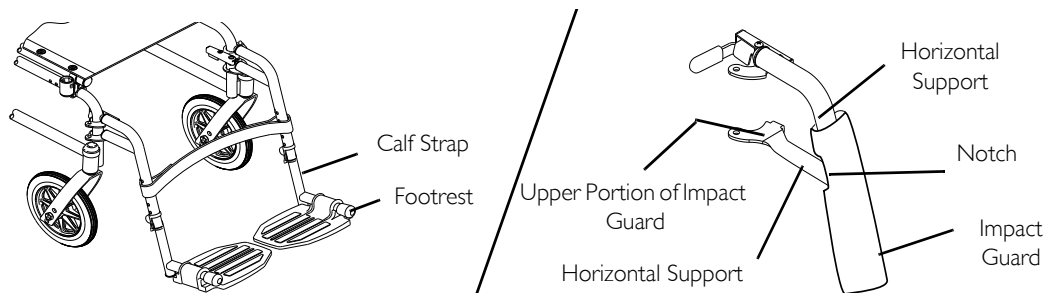 Calf Strap
Footrest
Horizontal
Support
Notch
Upper Portion of Impact
Guard
Impact
Guard
Horizontal Support